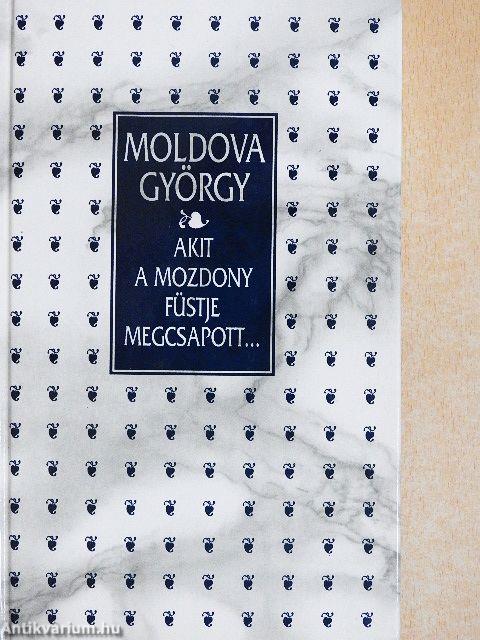 MOLDOVA
GYÖRGY
AKIT
A MOZDONY
FÜSTJE
MEGCSAPOTT...
Antikvarium.hu